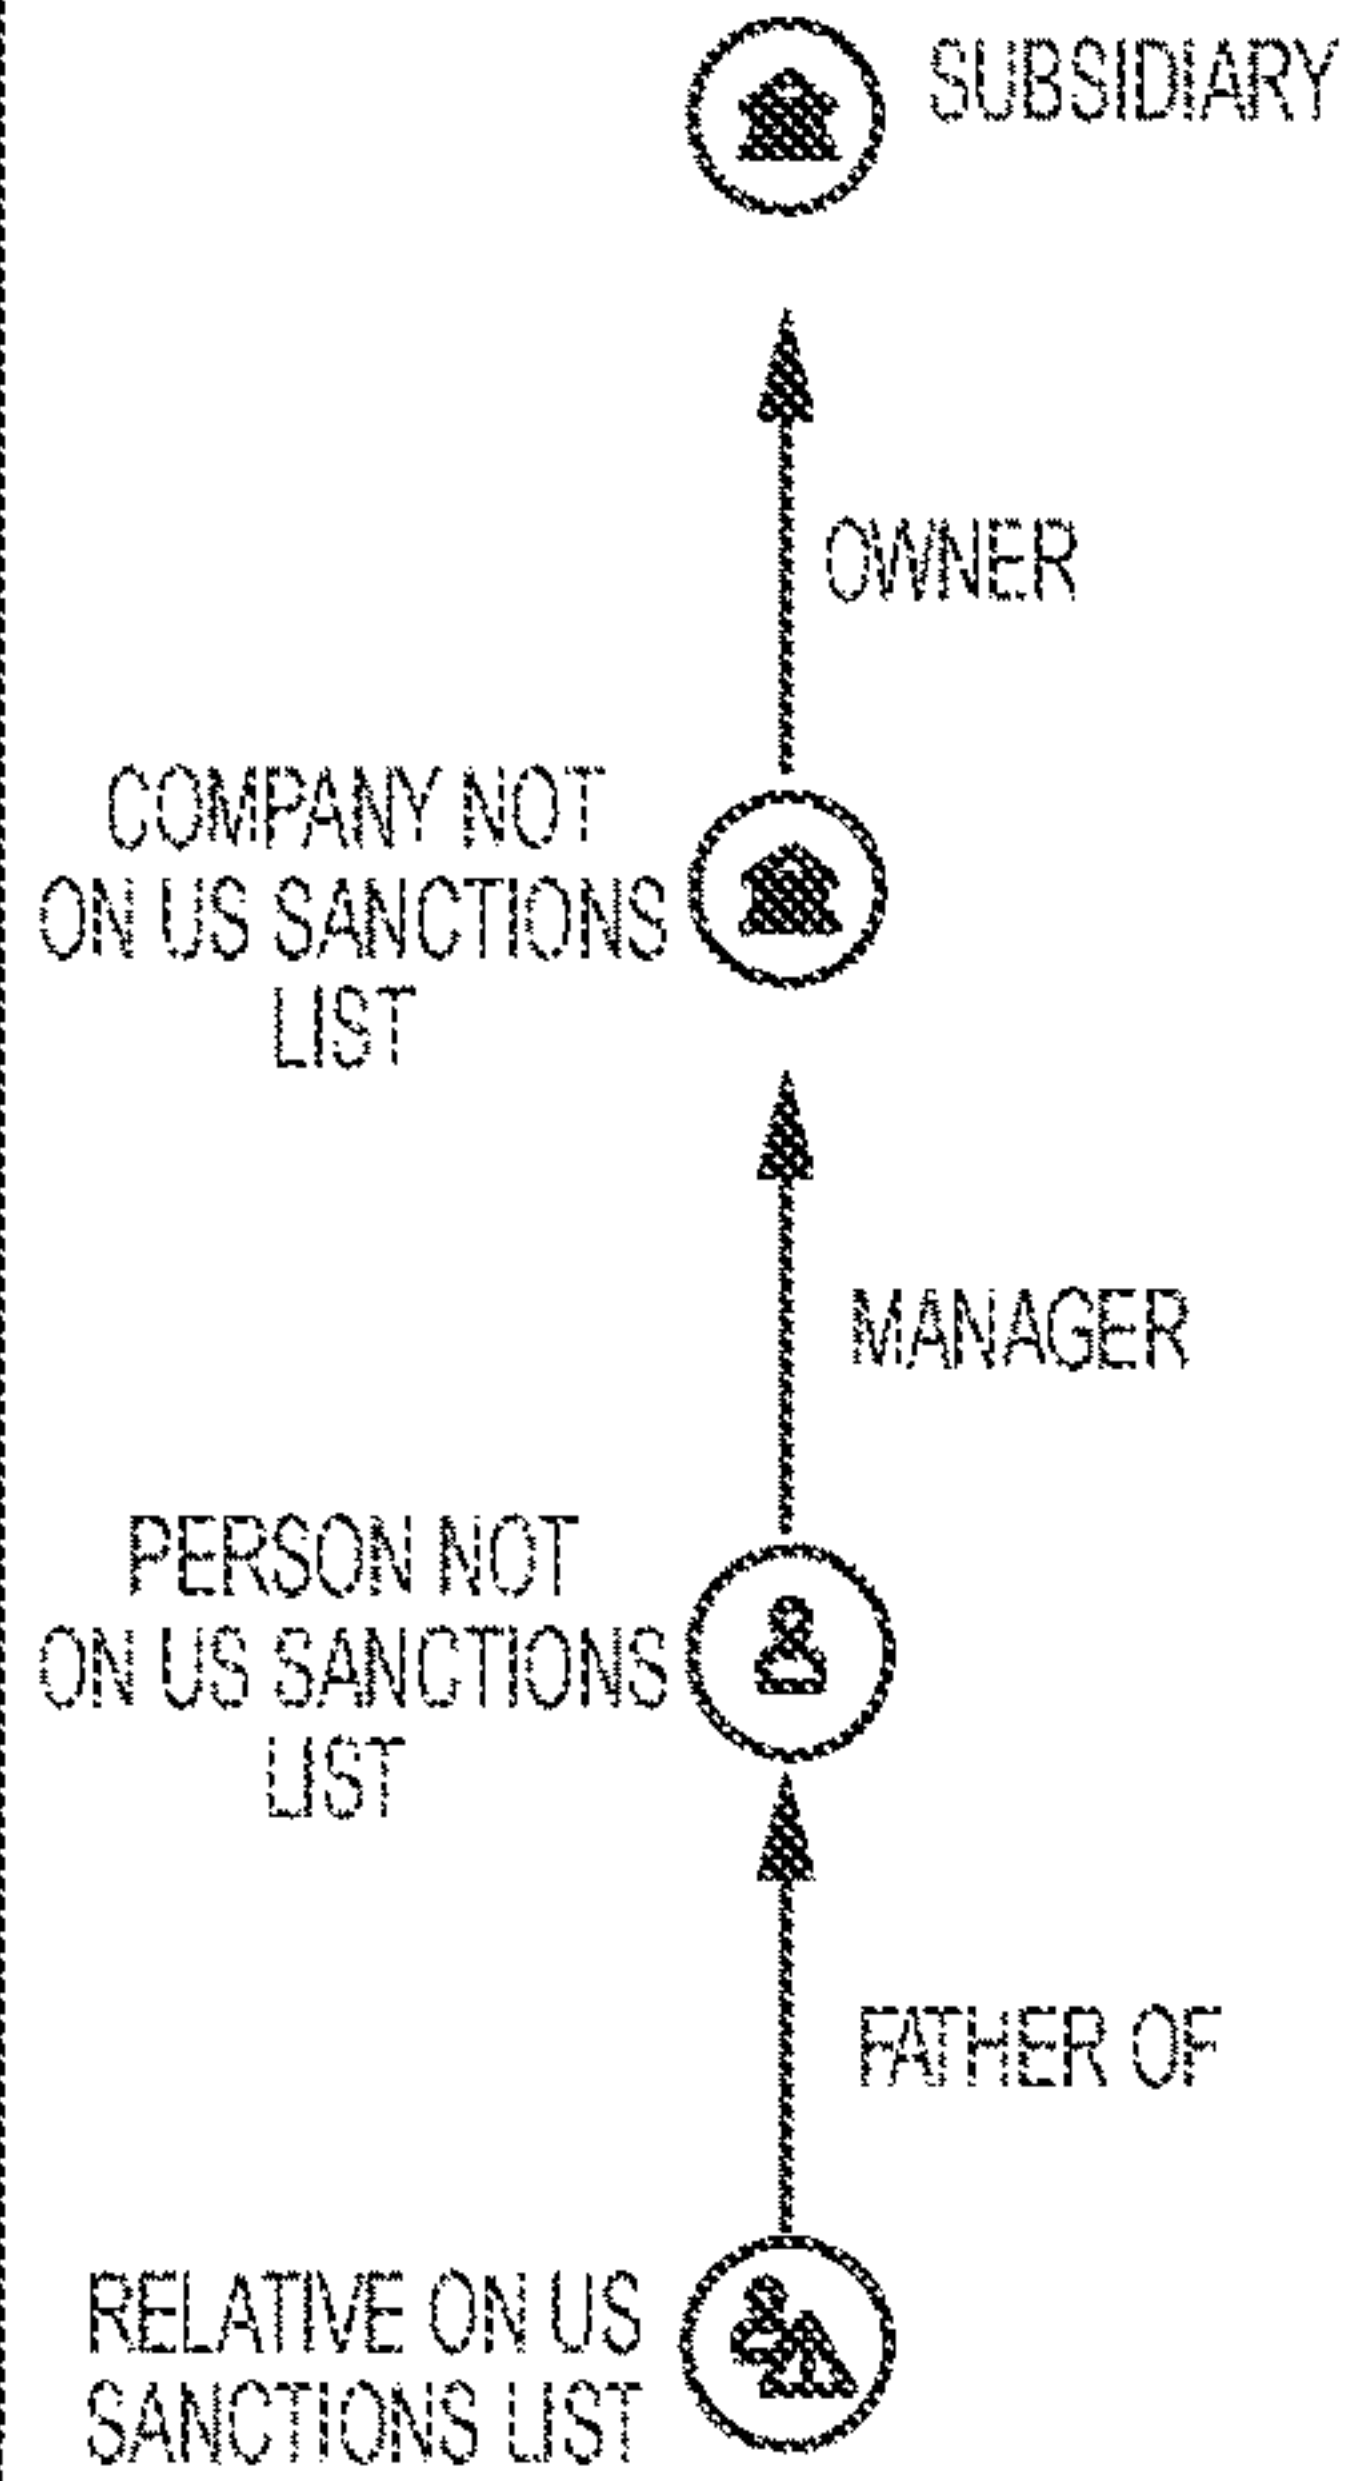 SUBSIDIARY
OWNER
COMPANY NOT
ON US SANCTIONS
LIST
MANAGER
PERSON NOT
ON US SANCTIONS
LIST
FATHER OF
RELATIVE ON US
SANCTIONS LIST